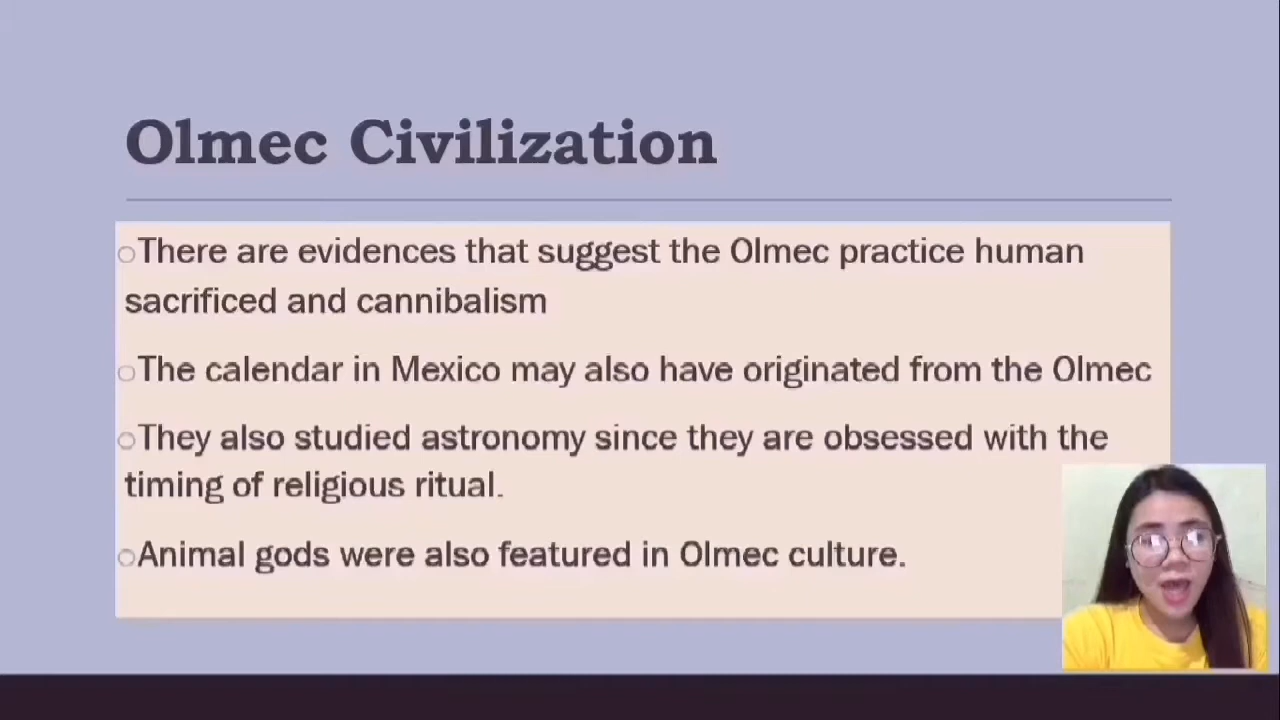 Olmec Civilization
There are evidences that suggest the Olmec practice human
sacrificed and cannibalism
The calendar in Mexico may also have originated from the Olmec
They also studied astronomy since they are obsessed with the
timing of religious ritual.
Animal gods were also featured in Olmec culture.